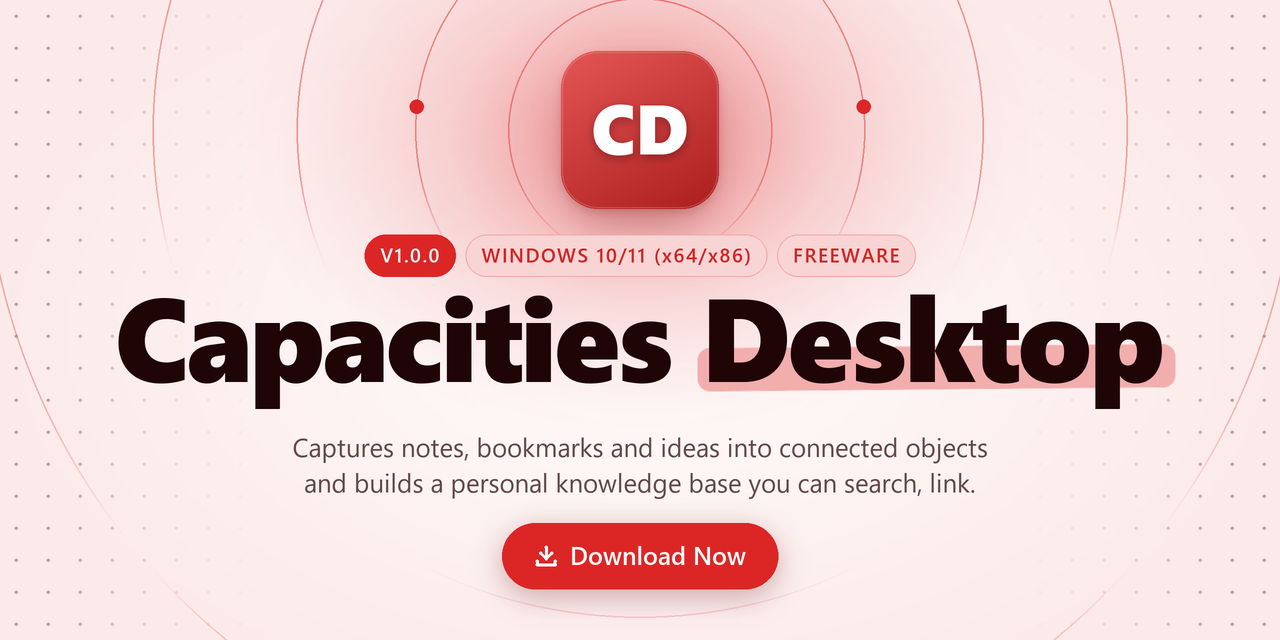 CD
V1.0.0 WINDOWS 10/11 (x64/x86) FREEWARE
Capacities Desktop
Captures notes, bookmarks and ideas into connected objects
and builds a personal knowledge base you can search, link.
Download Now